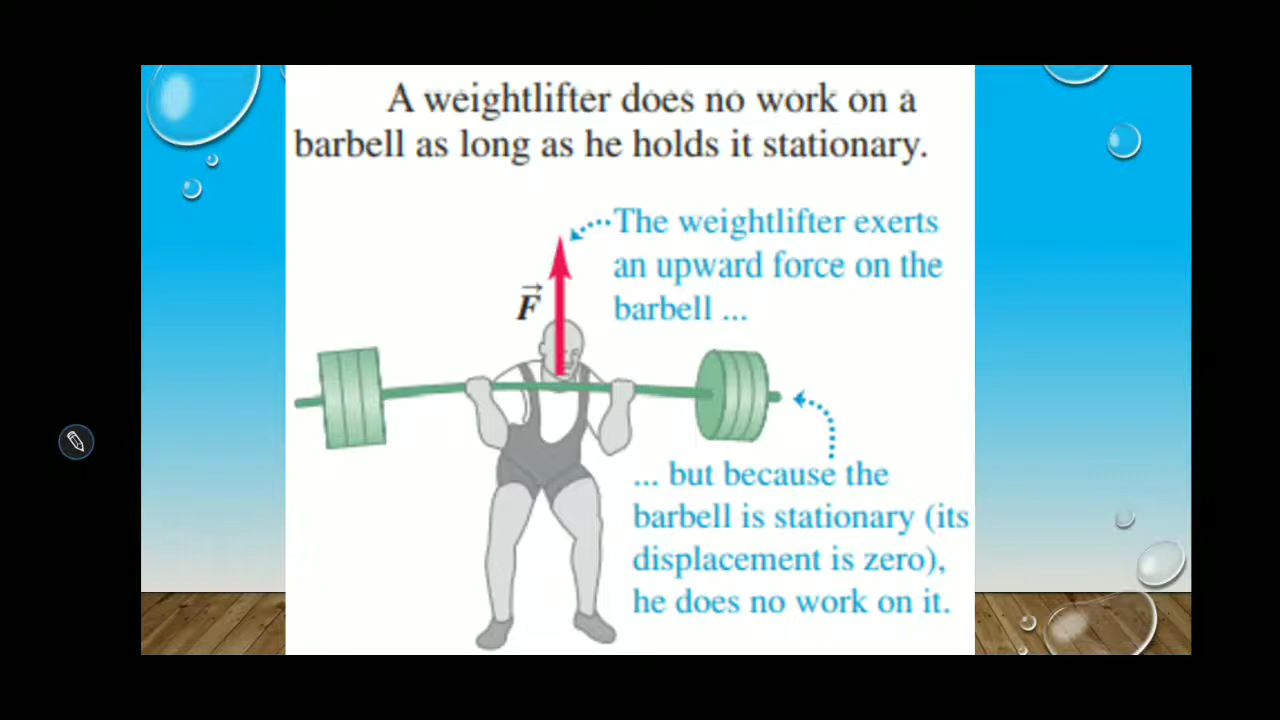 A weightlifter does no work on a
barbell as long as he holds it stationary.
The weightlifter exerts
an upward force on the
barbell ...
F
... but because the
barbell is stationary (its
displacement is zero),
he does no work on it.